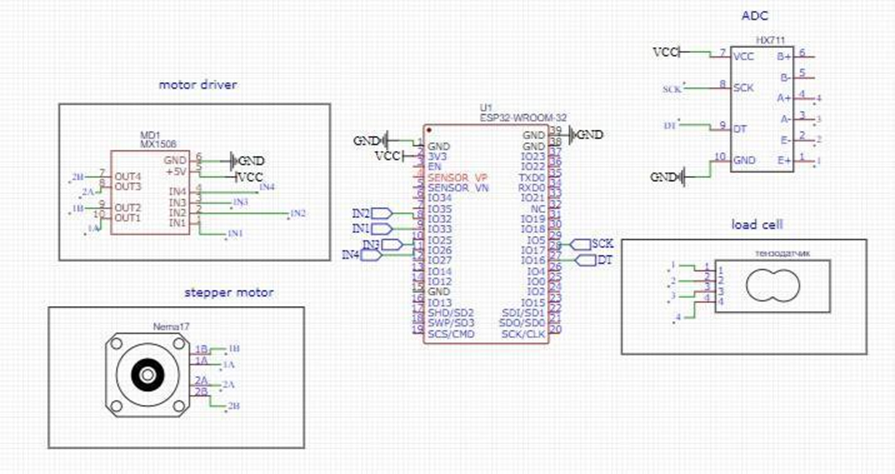 ADC
HX711
VCC 7 VCC B+ 6
B- 5
SCK 8 SCK A+ 4 4
A- 3 3
DT 9 DT E- 2 2
GND 10 GND E+ 1 1
motor driver
MD1
MX1508
GND 6 GND
+5V 5 VCC
2B 7 OUT4
2A 8 OUT3 IN4 4 IN4
IN3 3 IN3
1B 9 OUT2 IN2 2 IN2
1A 10 OUT1 IN1 1 IN1
U1
ESP32-WROOM-32
GND 1 GND GND 39 GND
VCC 2 3V3 GND 38
EN IO23 37
SENSOR_VP IO22 36
SENSOR_VN TXD0 35
IO34 RXD0 34
IO35 IO21 33
IN2 IO32 NC 32
IN1 IO33 IO19 31
IN3 10 IO25 IO18 30
IN4 11 IO26 IO5 29 SCK
12 IO27 IO17 28
13 IO14 IO16 27 DT
14 IO12 IO4 26
15 GND IO0 25
16 IO13 IO2 24
17 SHD/SD2 IO15 23
18 SWP/SD3 SDI/SD1 22
19 SCS/CMD SDO/SD0 21
SCK/CLK 20
load cell
тензодатчик
1 1 1
2 2 2
3 3 3
4 4 4
stepper motor
Nema17
1B 1B
1A 1A
2A 2A
2B 2B